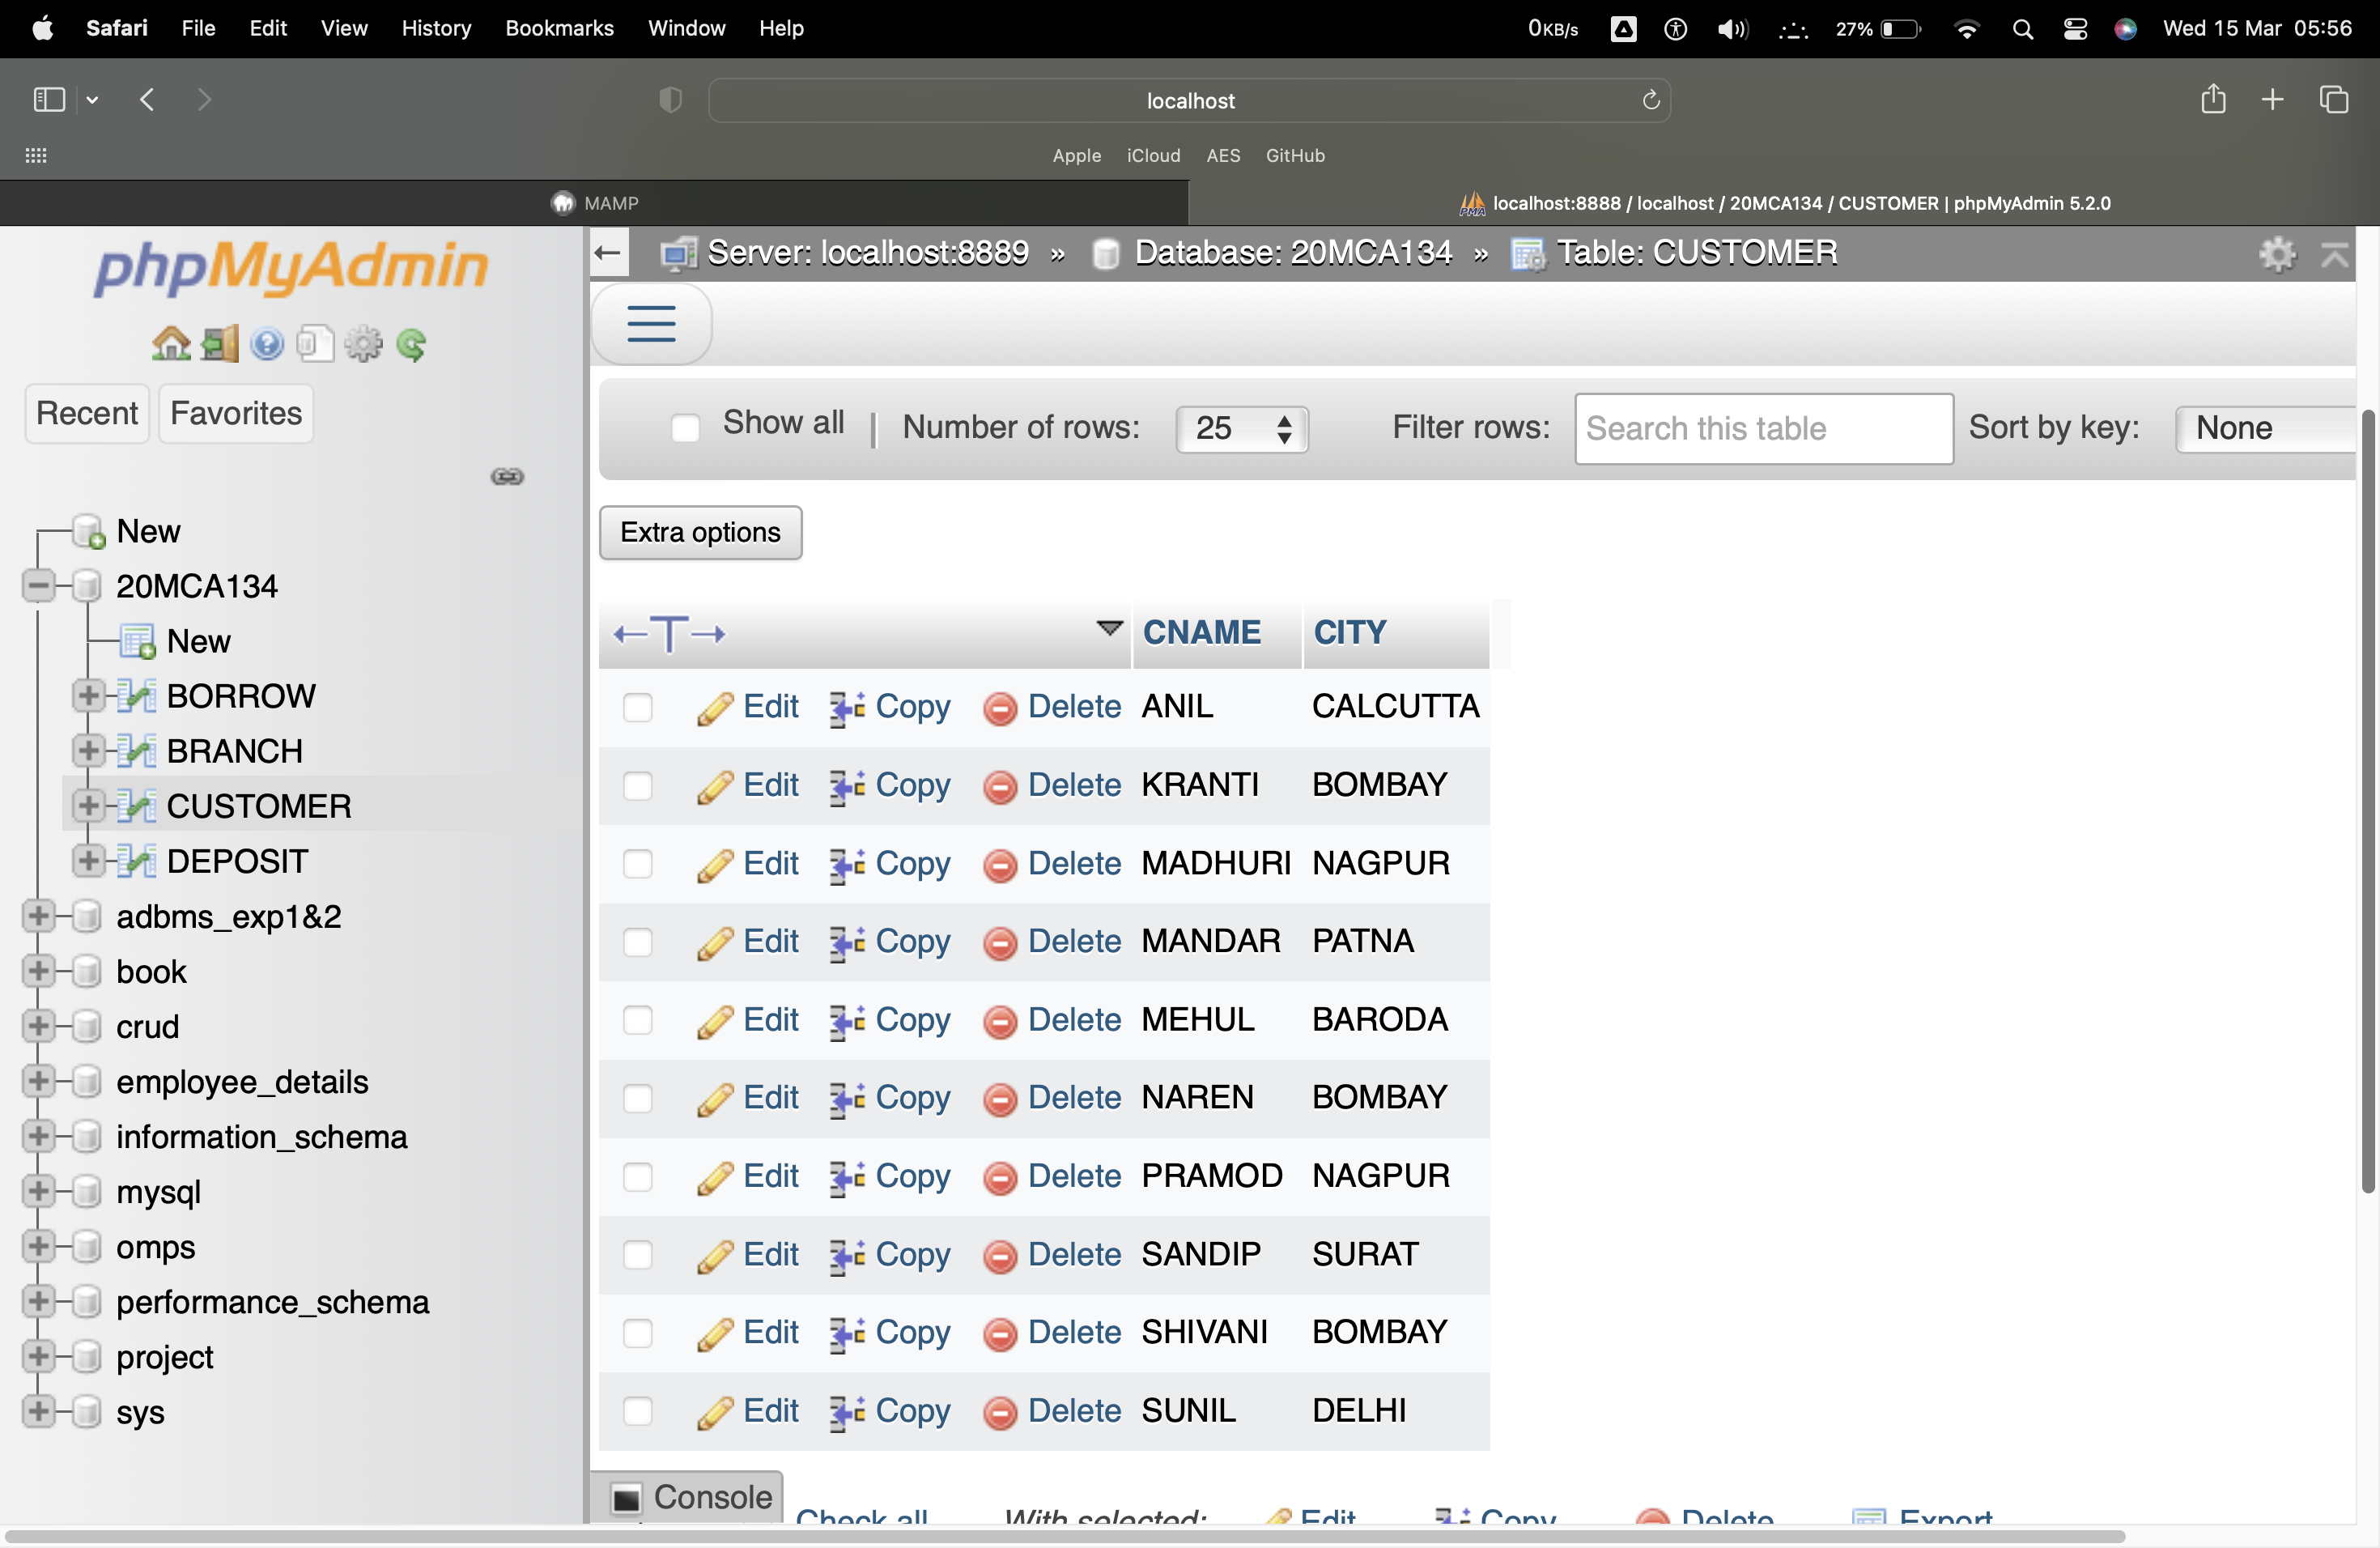 Safari File Edit View History Bookmarks Window Help 0KB/s 27% Wed 15 Mar 05:56
localhost
Apple iCloud AES GitHub
MAMP
localhost:8888 / localhost / 20MCA134 / CUSTOMER | phpMyAdmin 5.2.0
phpMyAdmin
Recent Favorites
New
20MCA134
New
BORROW
BRANCH
CUSTOMER
DEPOSIT
adbms_exp1&2
book
crud
employee_details
information_schema
mysql
omps
performance_schema
project
sys
Server: localhost:8889 » Database: 20MCA134 » Table: CUSTOMER
Show all | Number of rows: 25 Filter rows: Search this table Sort by key: None
Extra options
←T→ CNAME CITY
Edit Copy Delete ANIL CALCUTTA
Edit Copy Delete KRANTI BOMBAY
Edit Copy Delete MADHURI NAGPUR
Edit Copy Delete MANDAR PATNA
Edit Copy Delete MEHUL BARODA
Edit Copy Delete NAREN BOMBAY
Edit Copy Delete PRAMOD NAGPUR
Edit Copy Delete SANDIP SURAT
Edit Copy Delete SHIVANI BOMBAY
Edit Copy Delete SUNIL DELHI
Console Check all With selected: Edit Copy Delete Export